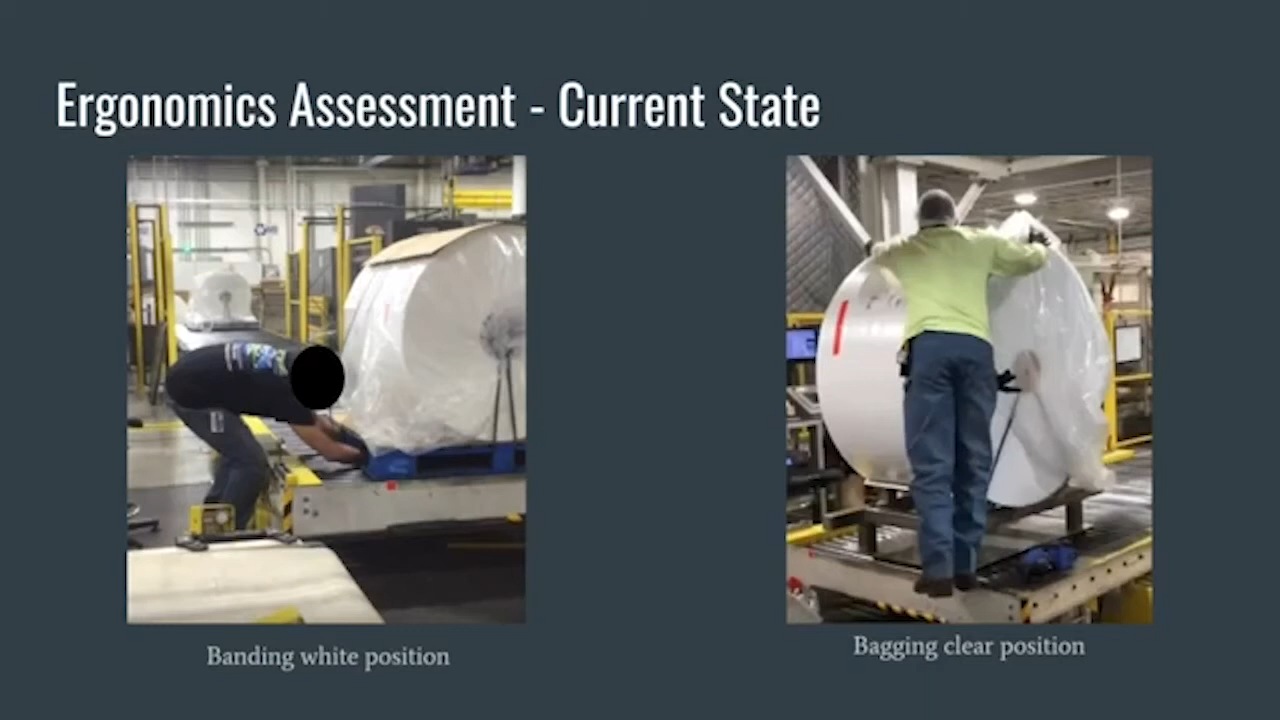 Ergonomics Assessment - Current State
Banding white position
Bagging clear position